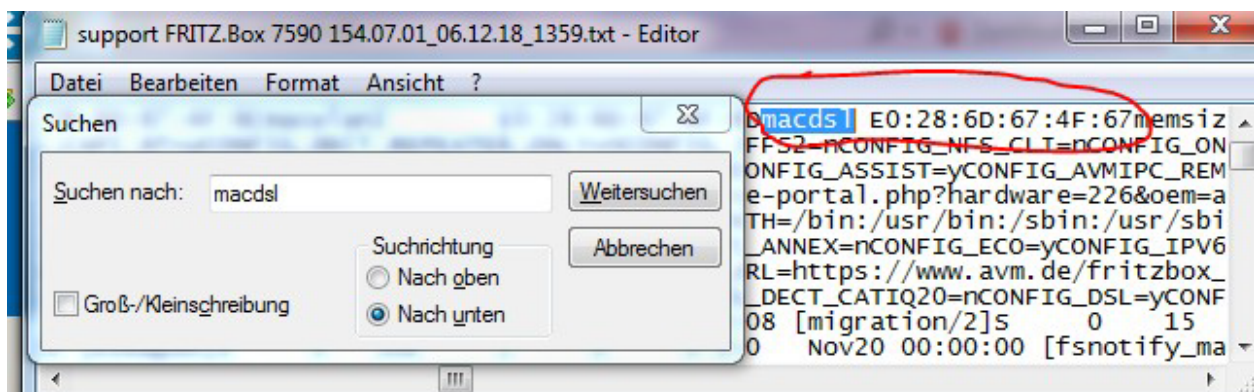 support FRITZ.Box 7590 154.07.01_06.12.18_1359.txt - Editor
Datei Bearbeiten Format Ansicht ?
Suchen
Suchen nach: macdsl Weitersuchen
Suchrichtung Abbrechen
Nach oben
Groß-/Kleinschreibung Nach unten
macdsl E0:28:6D:67:4F:67memsiz
FFS2=nCONFIG_NFS_CLI=nCONFIG_ON
ONFIG_ASSIST=yCONFIG_AVMIPC_REM
e-portal.php?hardware=226&oem=a
TH=/bin:/usr/bin:/sbin:/usr/sbi
_ANNEX=nCONFIG_ECO=yCONFIG_IPV6
RL=https://www.avm.de/fritzbox_
_DECT_CATIQ20=nCONFIG_DSL=yCONF
08 [migration/2]S 0 15
0 Nov20 00:00:00 [fsnotify_ma